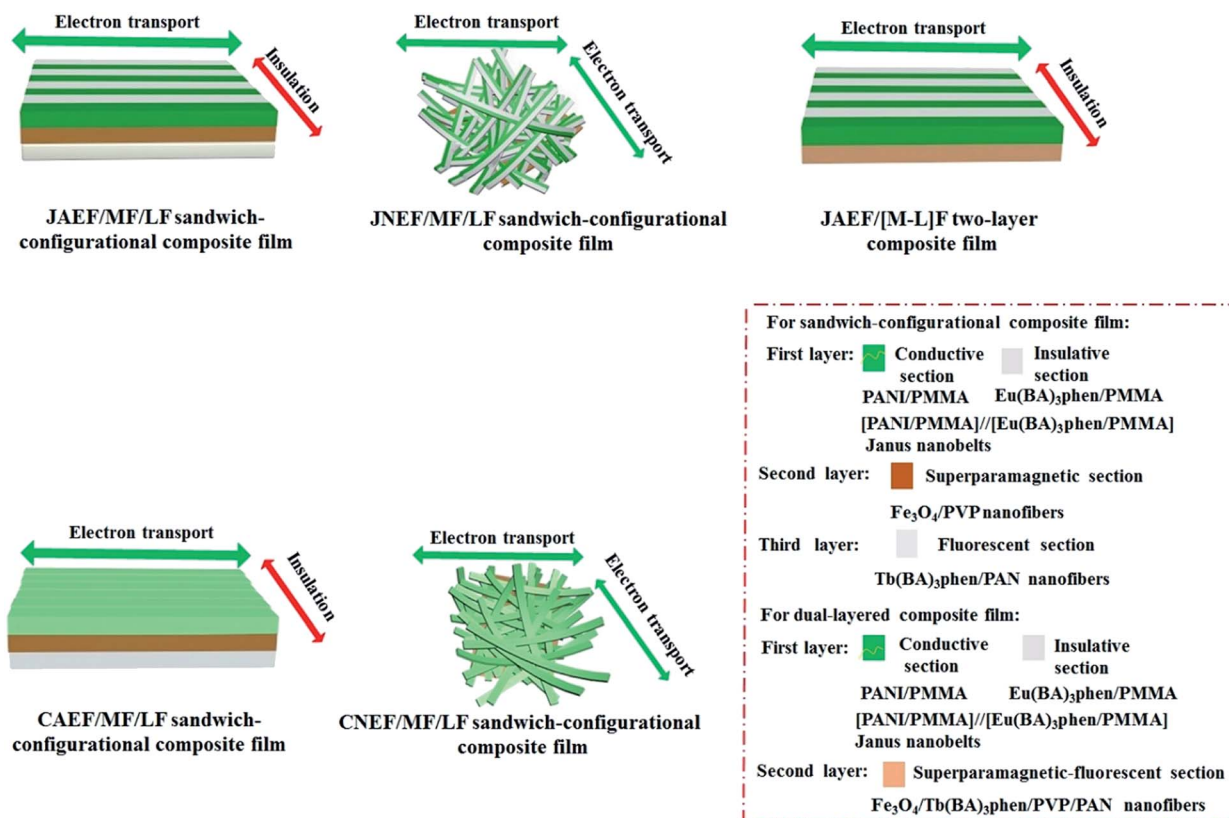 Electron transport
Insulation
JAEF/MF/LF sandwich-
configurational composite film
Electron transport
Electron transport
JNEF/MF/LF sandwich-configurational
composite film
Electron transport
Insulation
JAEF/[M-L]F two-layer
composite film
Electron transport
Insulation
CAEF/MF/LF sandwich-
configurational composite film
Electron transport
Electron transport
CNEF/MF/LF sandwich-configurational
composite film
For sandwich-configurational composite film:
First layer: Conductive section Insulative section
PANI/PMMA Eu(BA)₃phen/PMMA
[PANI/PMMA]//[Eu(BA)₃phen/PMMA]
Janus nanobelts
Second layer: Superparamagnetic section
Fe₃O₄/PVP nanofibers
Third layer: Fluorescent section
Tb(BA)₃phen/PAN nanofibers
For dual-layered composite film:
First layer: Conductive section Insulative section
PANI/PMMA Eu(BA)₃phen/PMMA
[PANI/PMMA]//[Eu(BA)₃phen/PMMA]
Janus nanobelts
Second layer: Superparamagnetic-fluorescent section
Fe₃O₄/Tb(BA)₃phen/PVP/PAN nanofibers